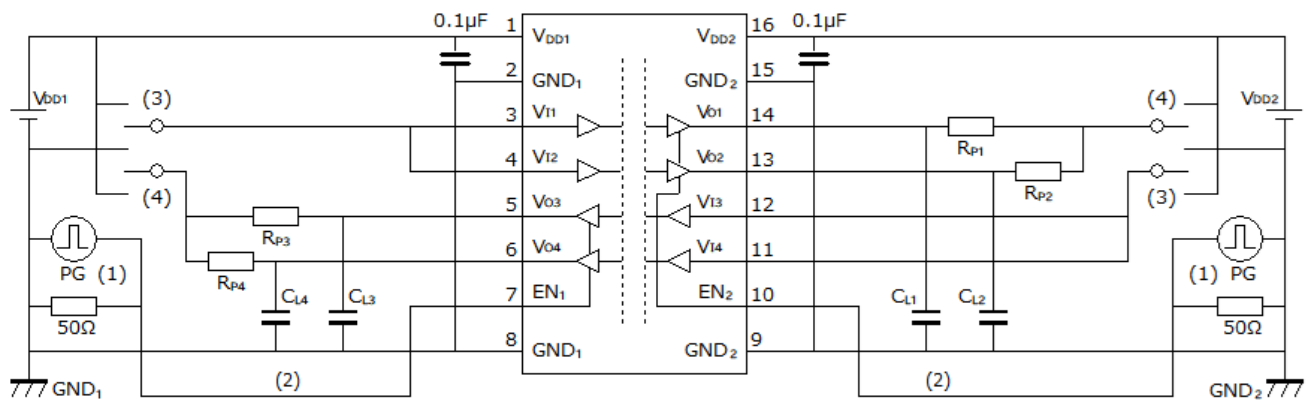 0.1μF 1 16 0.1μF
VDD1 VDD2
2 15
GND1 GND2
VDD1 (3) 3 VI1 VO1 14 (4) VDD2
RP1
4 VI2 VO2 13
(4) RP2 (3)
5 VO3 VI3 12
RP3
6 VO4 VI4 11
PG (1) RP4 (1) PG
CL4 CL3 7 EN1 EN2 10 CL1 CL2
50Ω 50Ω
8 GND1 GND2 9
GND1 (2) (2) GND2